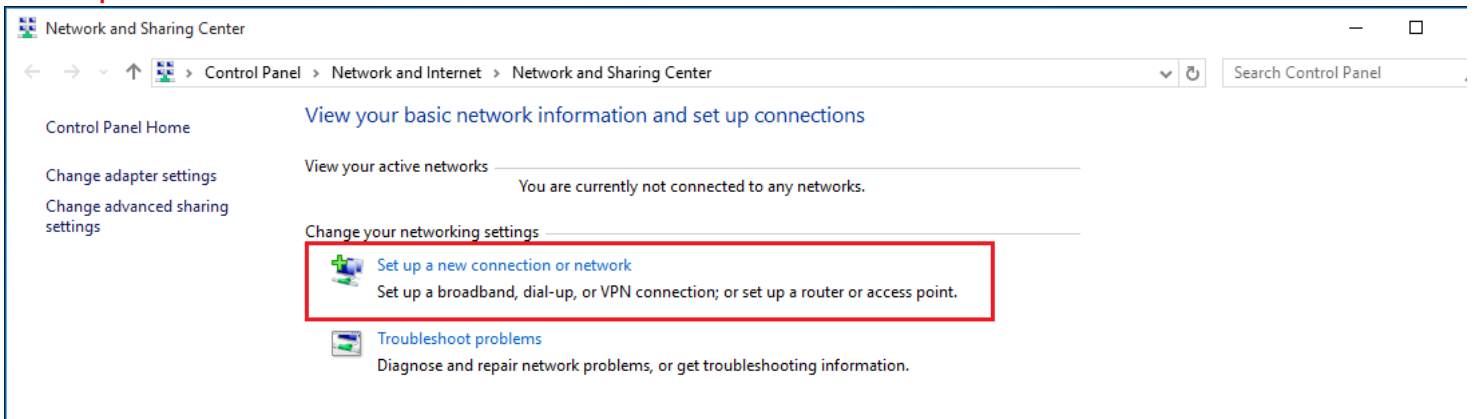 Network and Sharing Center
Control Panel > Network and Internet > Network and Sharing Center
Search Control Panel
Control Panel Home
Change adapter settings
Change advanced sharing
settings
View your basic network information and set up connections
View your active networks
You are currently not connected to any networks.
Change your networking settings
Set up a new connection or network
Set up a broadband, dial-up, or VPN connection; or set up a router or access point.
Troubleshoot problems
Diagnose and repair network problems, or get troubleshooting information.